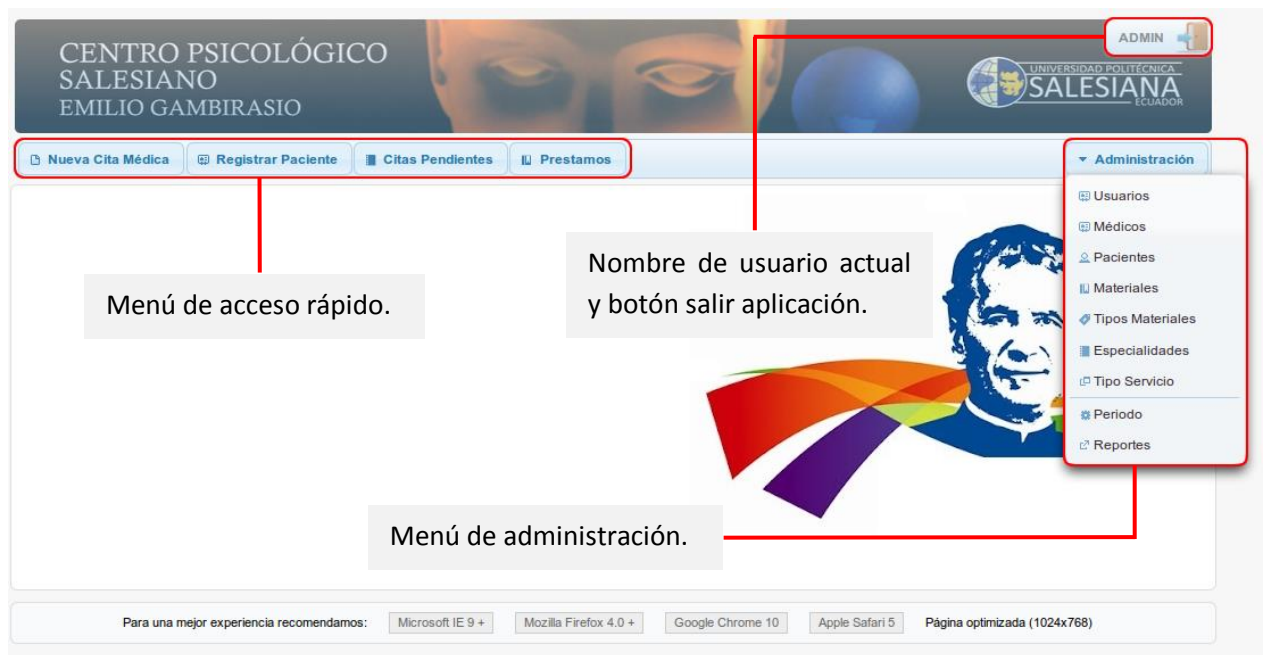 CENTRO PSICOLÓGICO
SALESIANO
EMILIO GAMBIRASIO
ADMIN
UNIVERSIDAD POLITÉCNICA
SALESIANA
ECUADOR
Nueva Cita Médica Registrar Paciente Citas Pendientes Prestamos Administración
Usuarios
Médicos
Pacientes
Materiales
Tipos Materiales
Especialidades
Tipo Servicio
Periodo
Reportes
Menú de acceso rápido.
Nombre de usuario actual
y botón salir aplicación.
Menú de administración.
Para una mejor experiencia recomendamos: Microsoft IE 9 + Mozilla Firefox 4.0 + Google Chrome 10 Apple Safari 5 Página optimizada (1024x768)